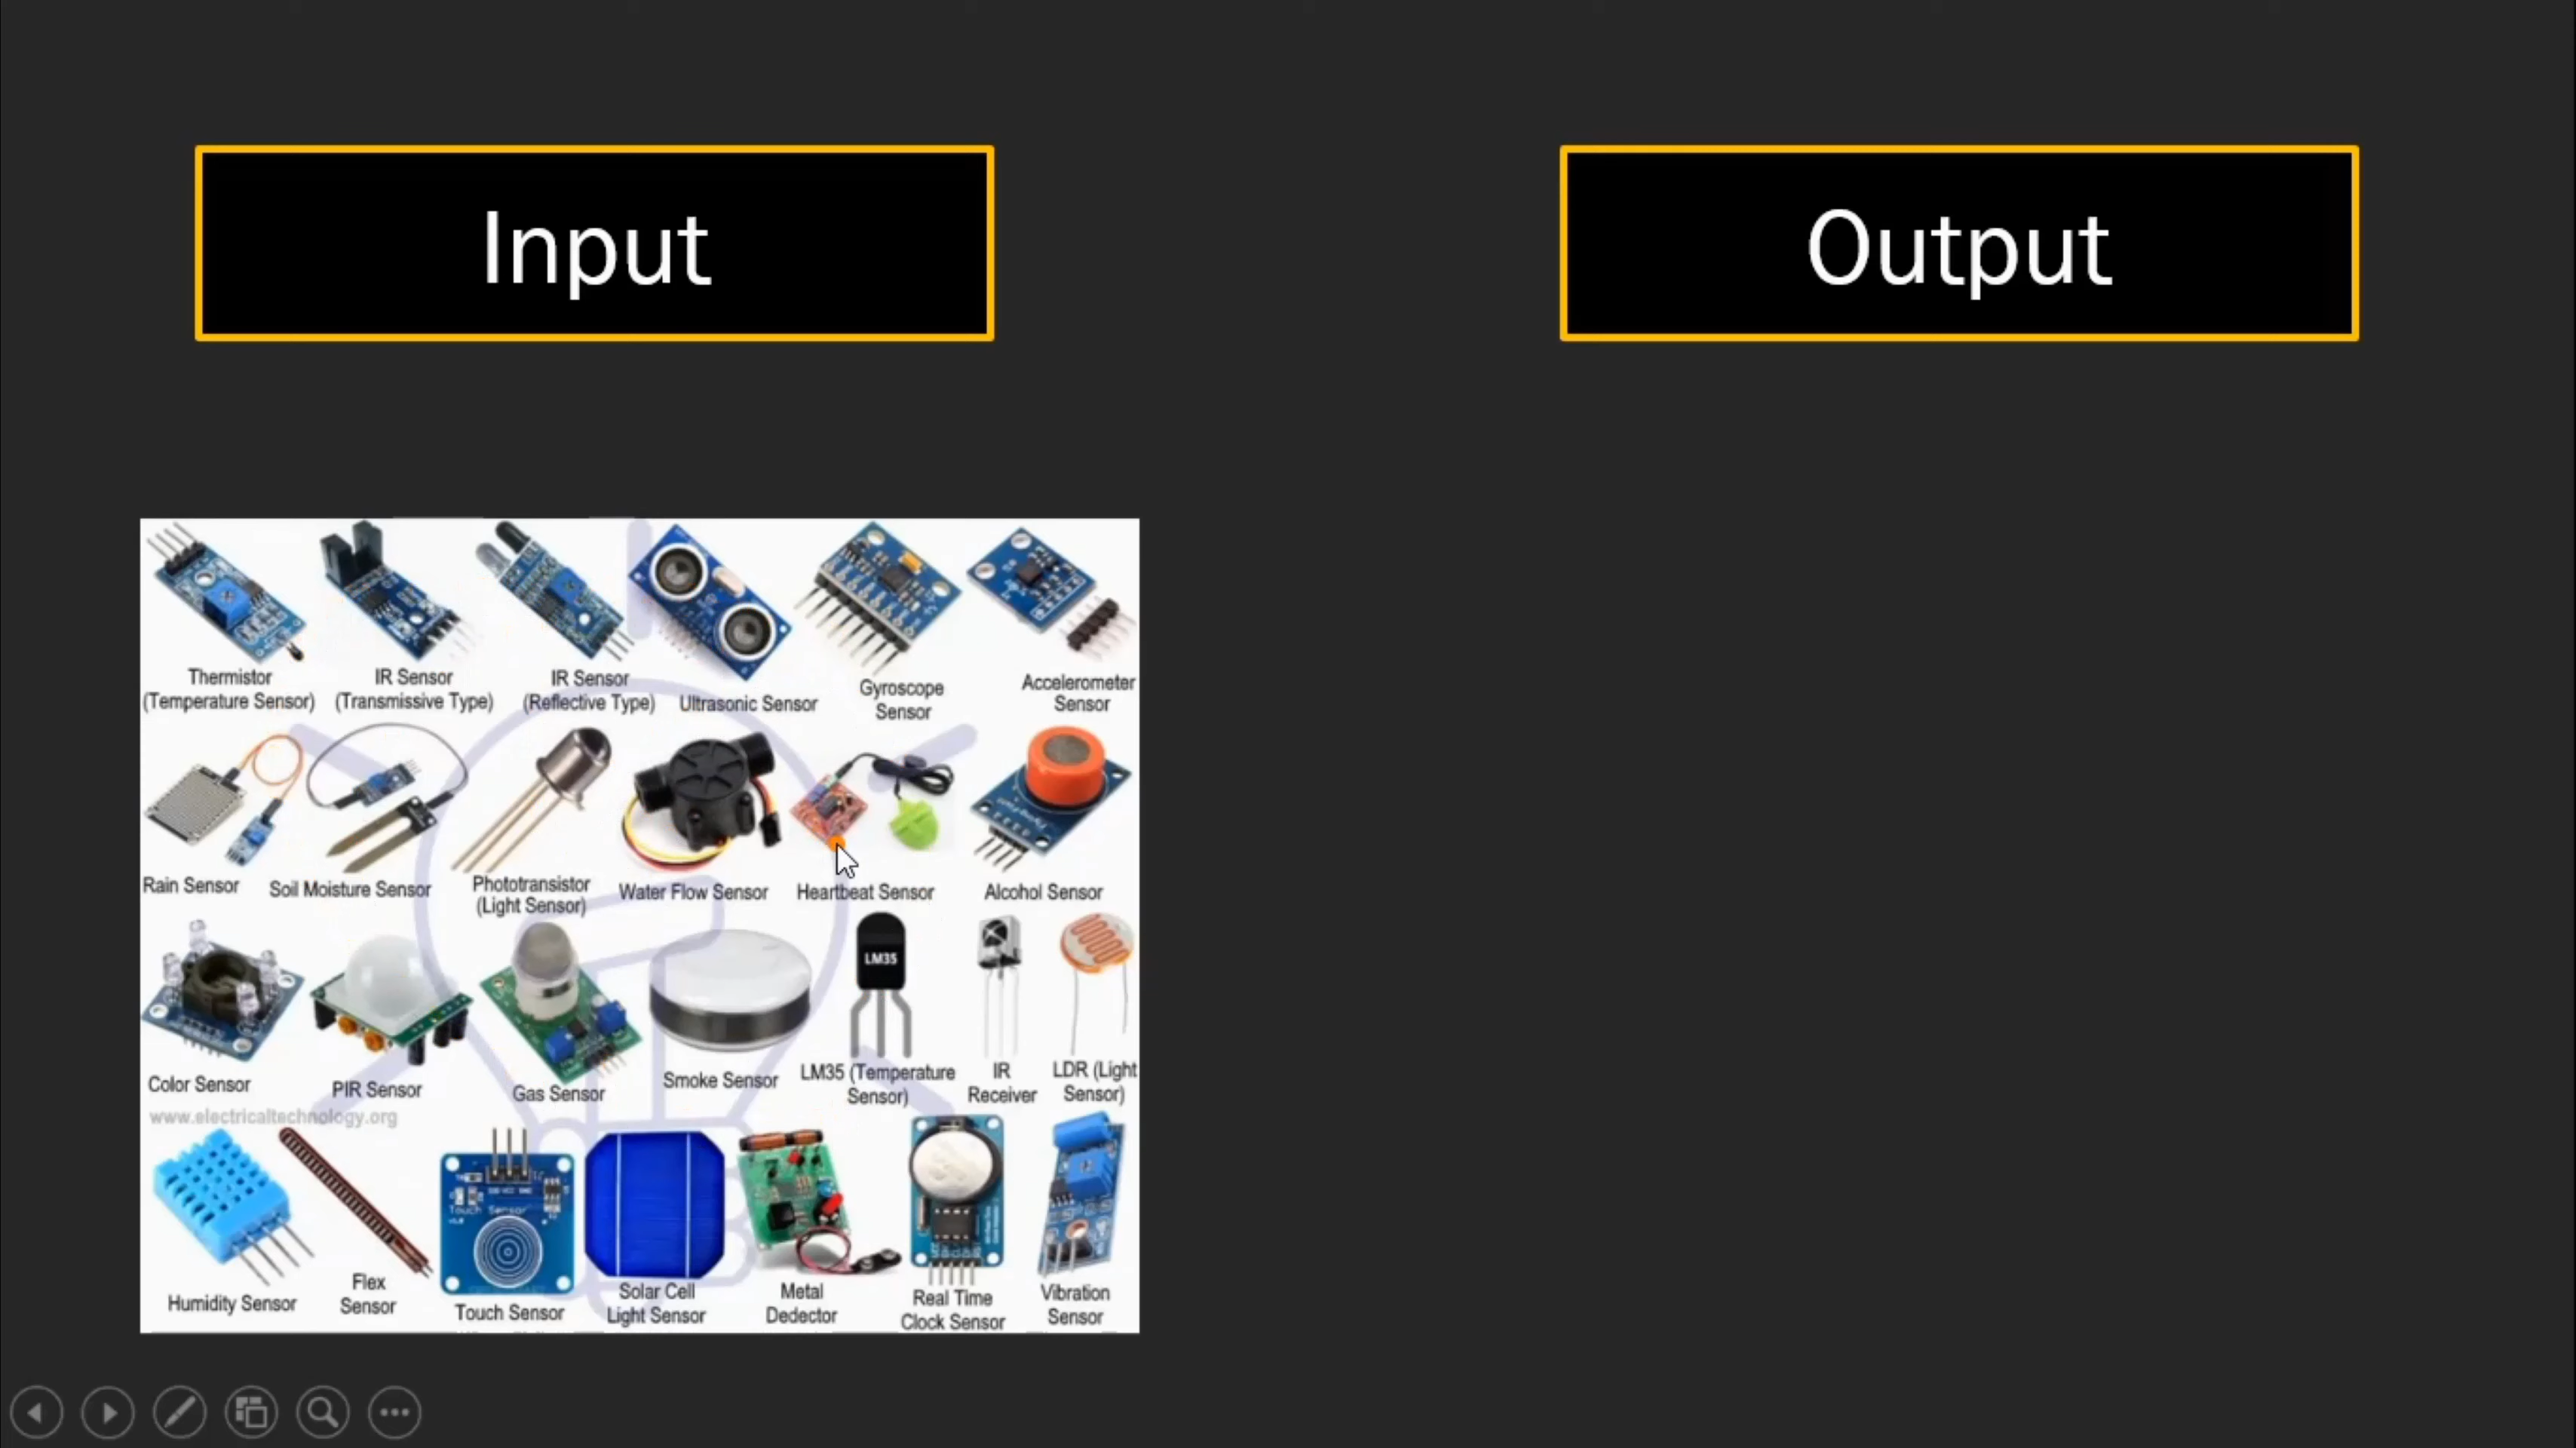 Input
Output
Thermistor
(Temperature Sensor)
IR Sensor
(Transmissive Type)
IR Sensor
(Reflective Type)
Ultrasonic Sensor
Gyroscope
Sensor
Accelerometer
Sensor
Rain Sensor
Soil Moisture Sensor
Phototransistor
(Light Sensor)
Water Flow Sensor
Heartbeat Sensor
Alcohol Sensor
LM35
Color Sensor
PIR Sensor
Gas Sensor
Smoke Sensor
LM35 (Temperature
Sensor)
IR
Receiver
LDR (Light
Sensor)
www.electricaltechnology.org
Humidity Sensor
Flex
Sensor
Touch Sensor
Touch Sensor
Solar Cell
Light Sensor
Metal
Dedector
Real Time
Clock Sensor
Vibration
Sensor